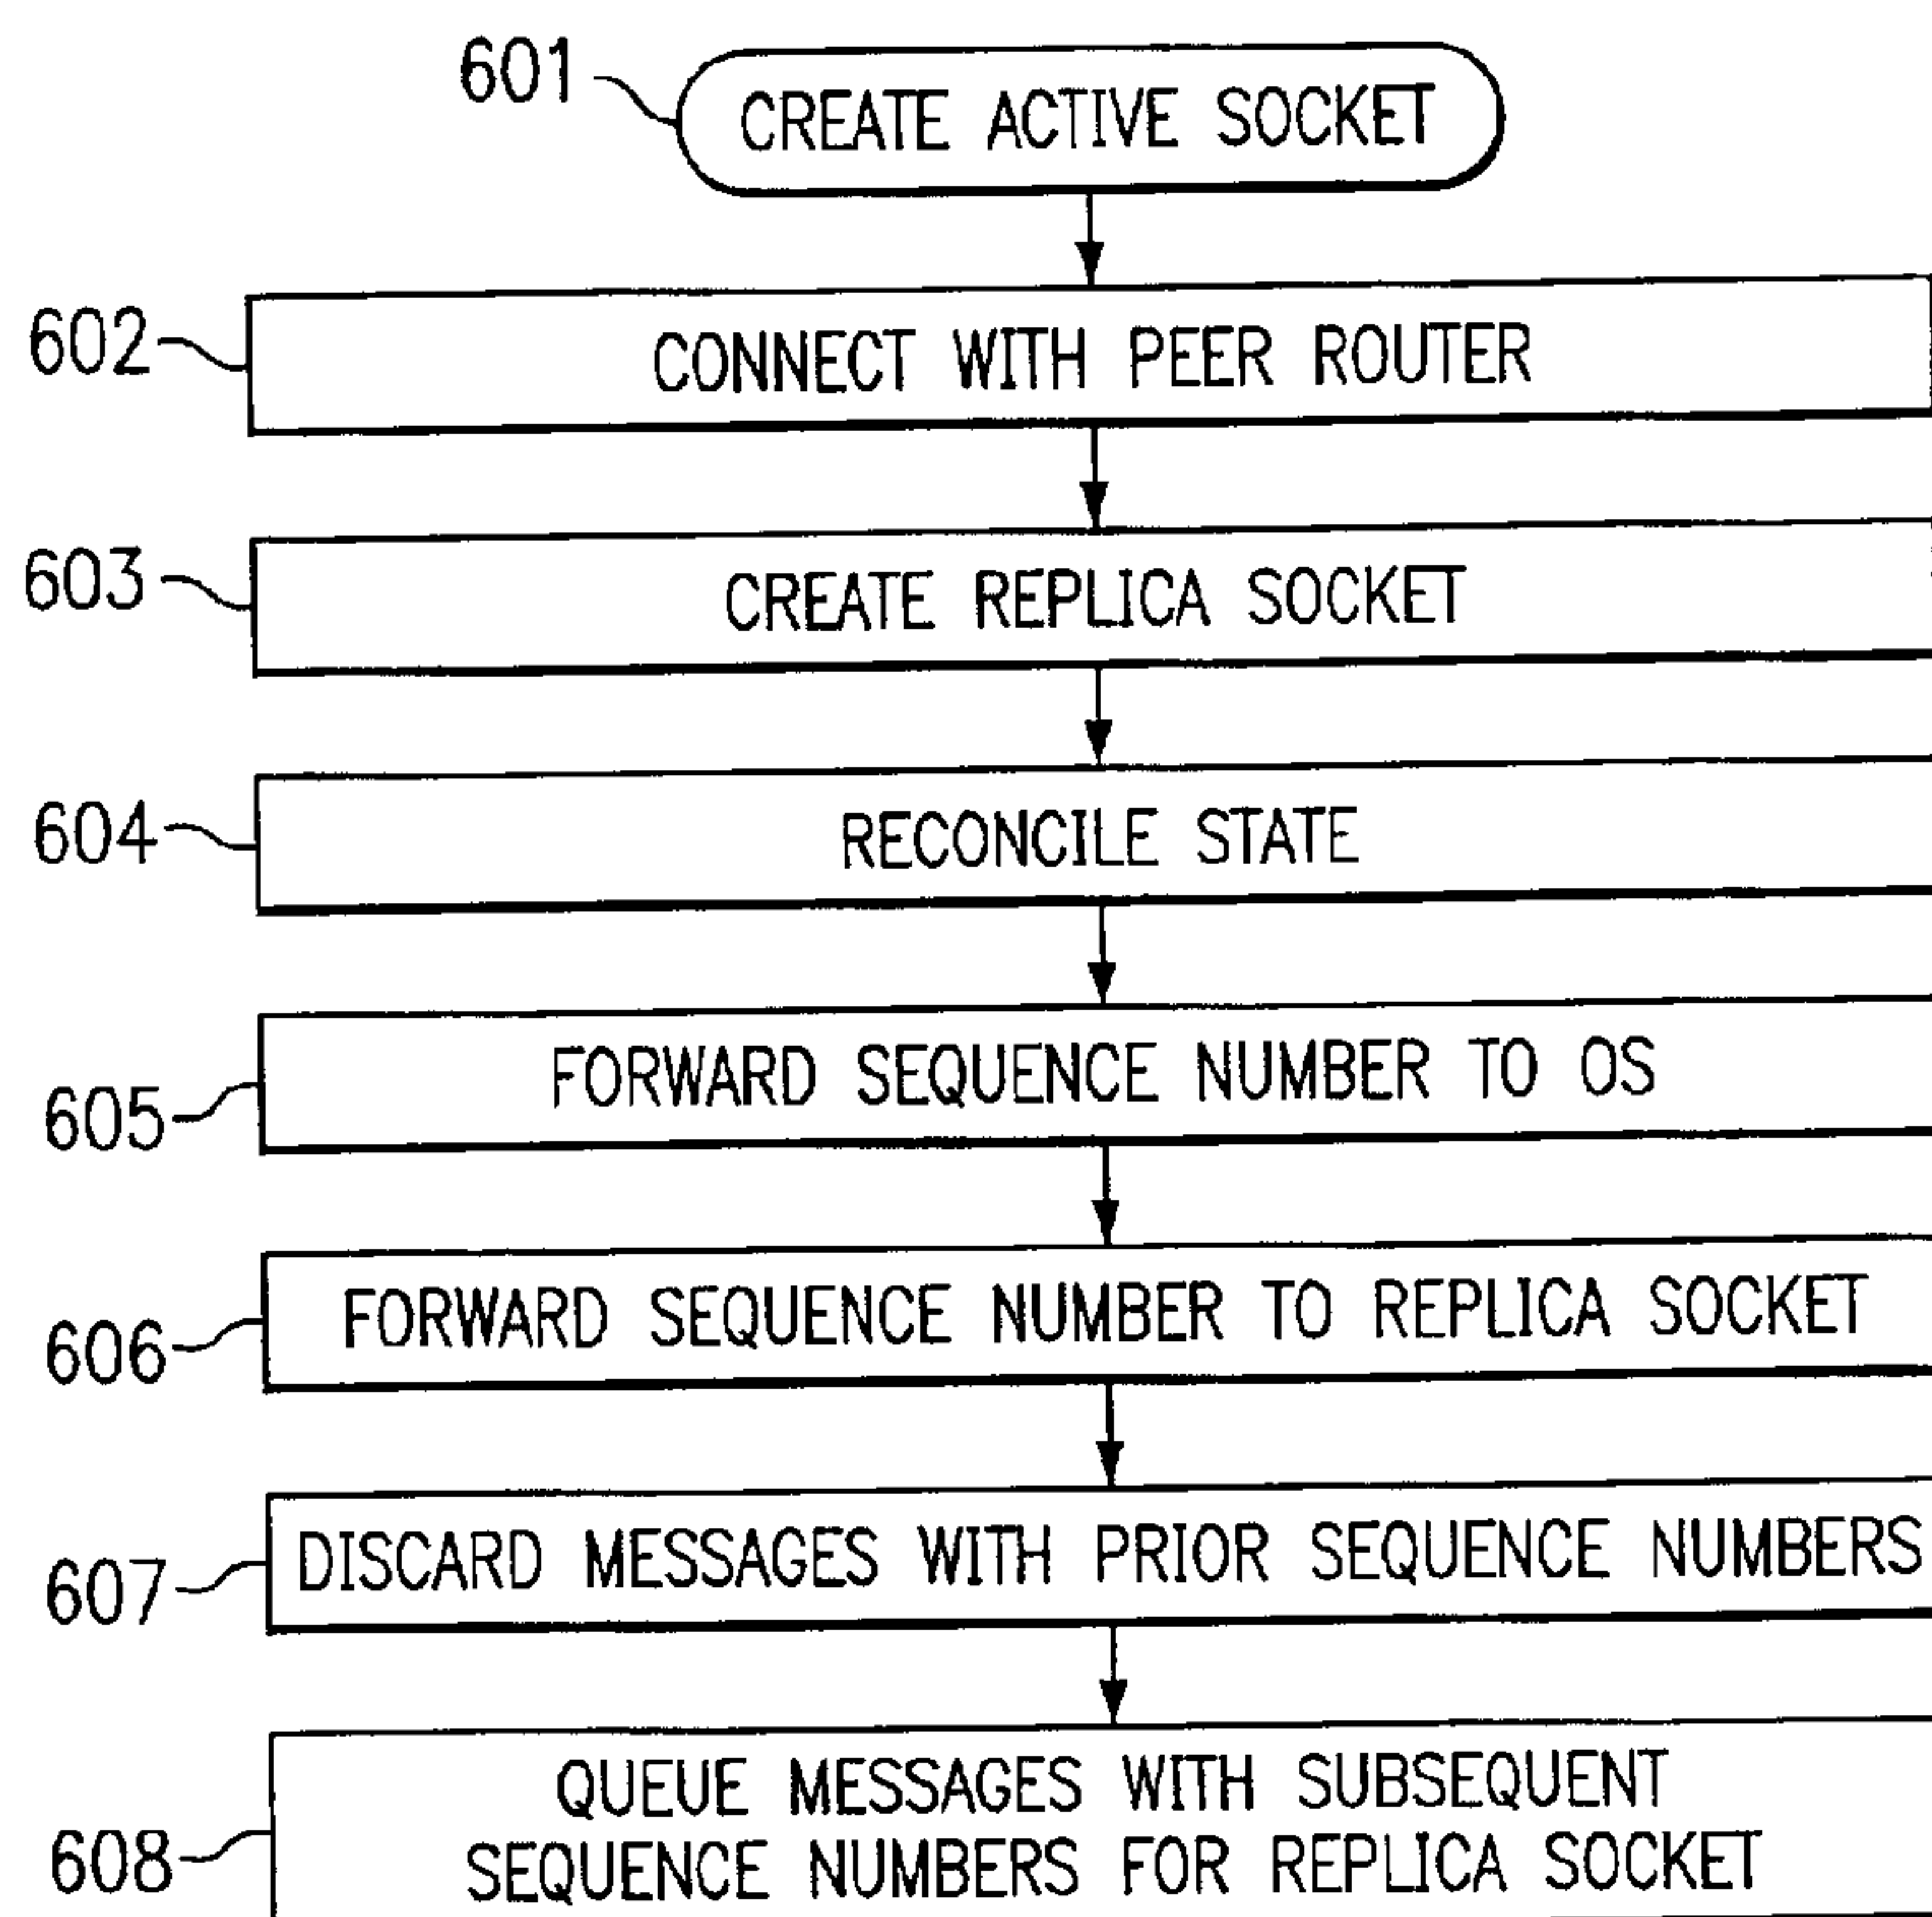 601
CREATE ACTIVE SOCKET
602
CONNECT WITH PEER ROUTER
603
CREATE REPLICA SOCKET
604
RECONCILE STATE
605
FORWARD SEQUENCE NUMBER TO OS
606
FORWARD SEQUENCE NUMBER TO REPLICA SOCKET
607
DISCARD MESSAGES WITH PRIOR SEQUENCE NUMBERS
608
QUEUE MESSAGES WITH SUBSEQUENT
SEQUENCE NUMBERS FOR REPLICA SOCKET